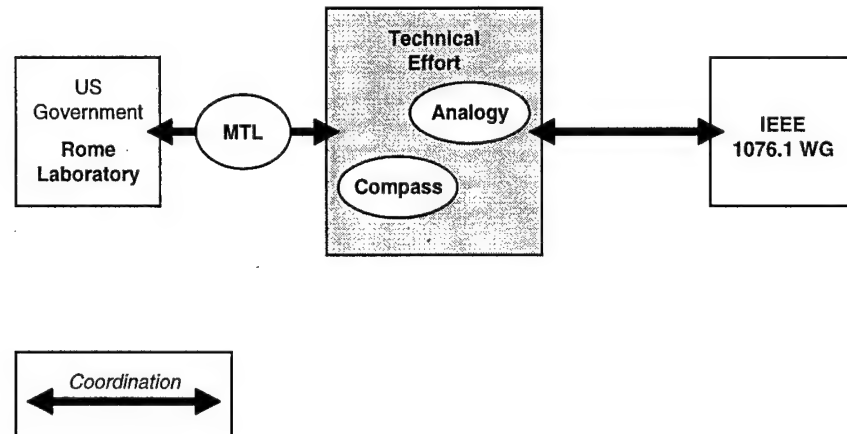 US
Government
Rome
Laboratory
MTL
Technical
Effort
Analogy
Compass
IEEE
1076.1 WG
Coordination